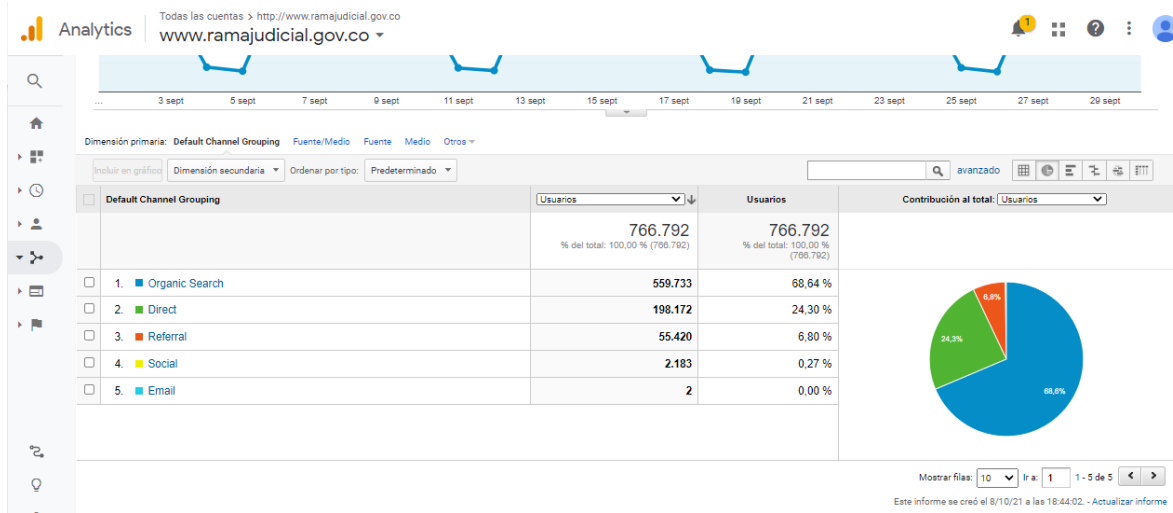 Todas las cuentas > http://www.ramajudicial.gov.co
Analytics
www.ramajudicial.gov.co
1
...
3 sept
5 sept
7 sept
9 sept
11 sept
13 sept
15 sept
17 sept
19 sept
21 sept
23 sept
25 sept
27 sept
29 sept
Dimensión primaria: Default Channel Grouping Fuente/Medio Fuente Medio Otros
Incluir en gráfico Dimensión secundaria Ordenar por tipo: Predeterminado avanzado
Default Channel Grouping Usuarios Usuarios Contribución al total: Usuarios
766.792 766.792
% del total: 100,00 % (766.792) % del total: 100,00 %
(766.792)
1. Organic Search 559.733 68,64 %
2. Direct 198.172 24,30 %
3. Referral 55.420 6,80 %
4. Social 2.183 0,27 %
5. Email 2 0,00 %
6,8%
24,3%
68,6%
Mostrar filas: 10 Ir a: 1 1 - 5 de 5
Este informe se creó el 8/10/21 a las 18:44:02. - Actualizar informe